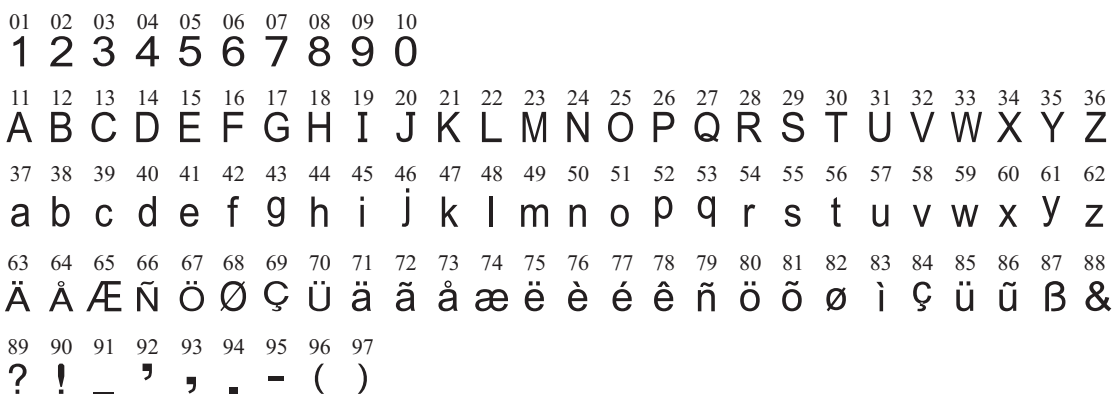 01 02 03 04 05 06 07 08 09 10
1 2 3 4 5 6 7 8 9 0
11 12 13 14 15 16 17 18 19 20 21 22 23 24 25 26 27 28 29 30 31 32 33 34 35 36
A B C D E F G H I J K L M N O P Q R S T U V W X Y Z
37 38 39 40 41 42 43 44 45 46 47 48 49 50 51 52 53 54 55 56 57 58 59 60 61 62
a b c d e f g h i j k l m n o p q r s t u v w x y z
63 64 65 66 67 68 69 70 71 72 73 74 75 76 77 78 79 80 81 82 83 84 85 86 87 88
Ä Å Æ Ñ Ö Ø Ç Ü ä ã å æ ë è é ê ñ ö õ ø ì ç ü ũ ß &
89 90 91 92 93 94 95 96 97
? ! _ ’ , . - ( )